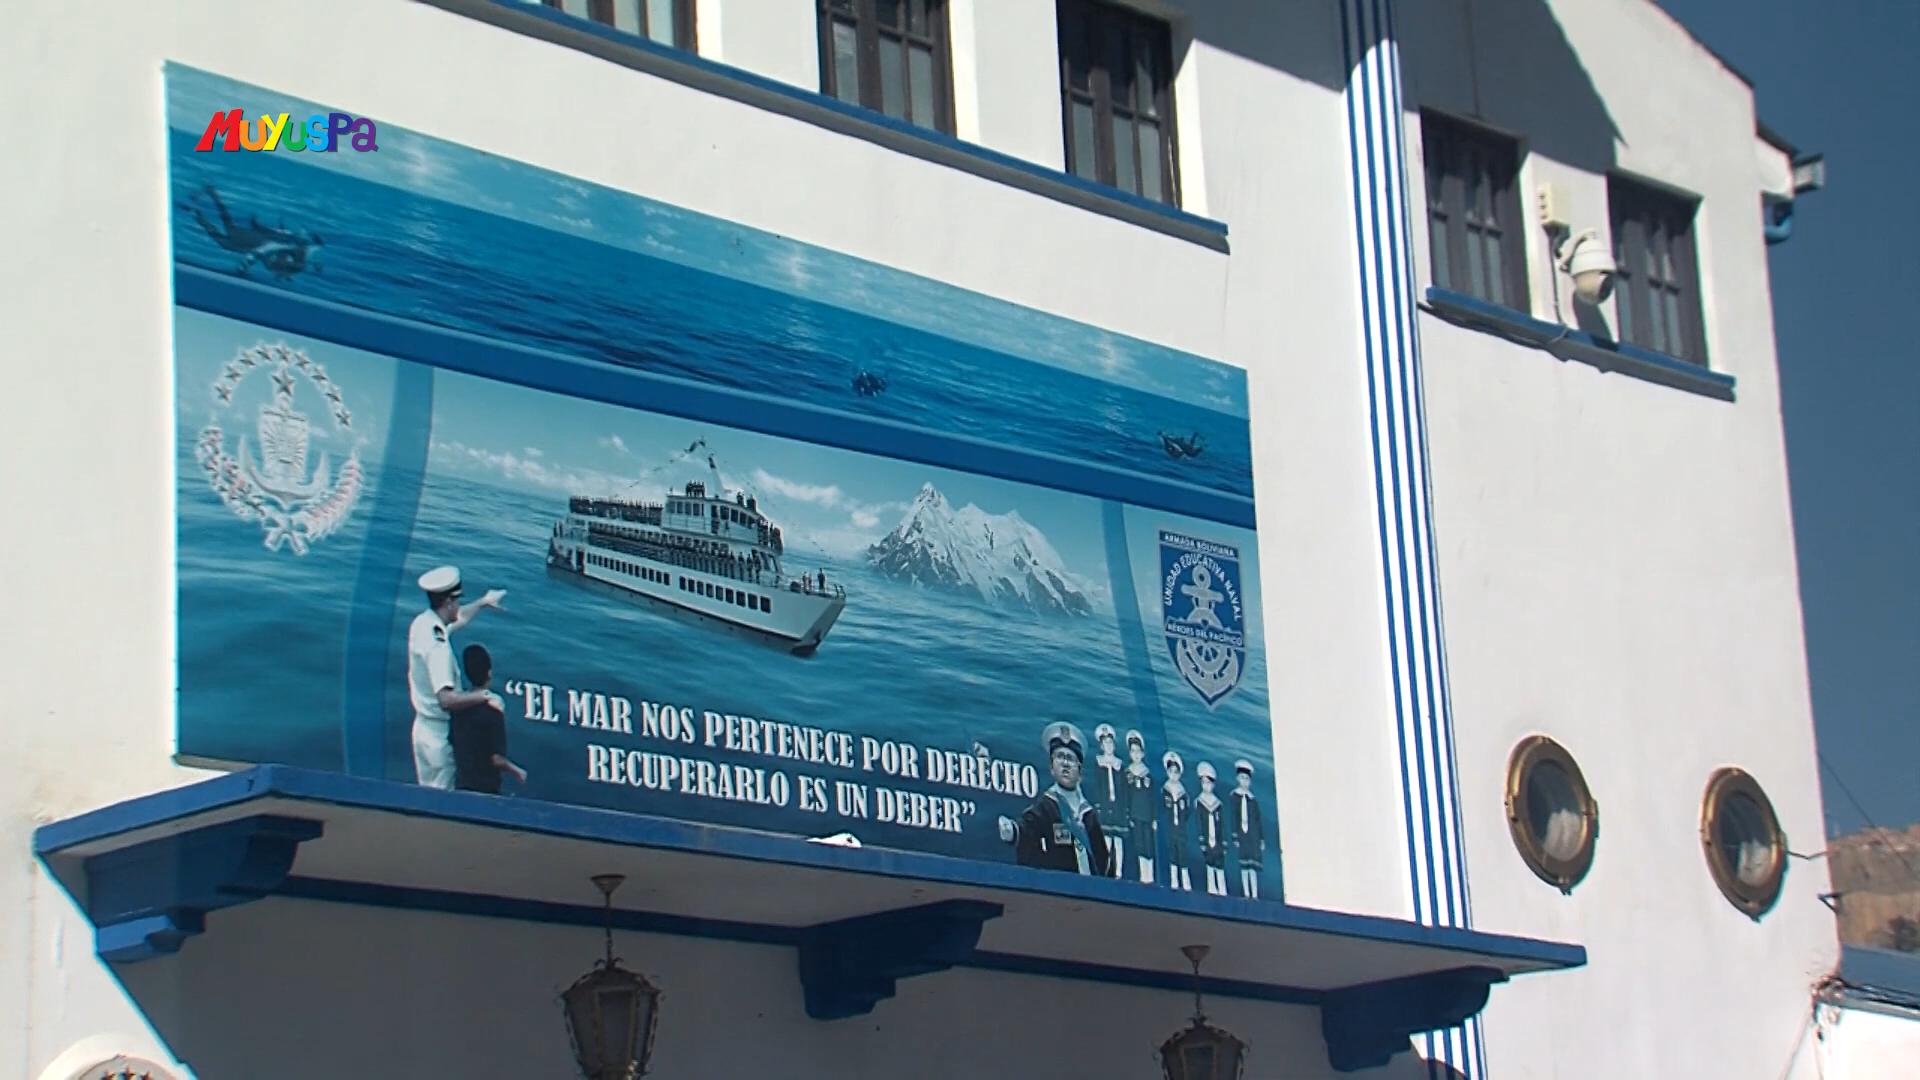 MuYusPa
ARMADA BOLIVIANA
UNIDAD EDUCATIVA NAVAL
HÉROES DEL PACÍFICO
“EL MAR NOS PERTENECE POR DERECHO
RECUPERARLO ES UN DEBER”